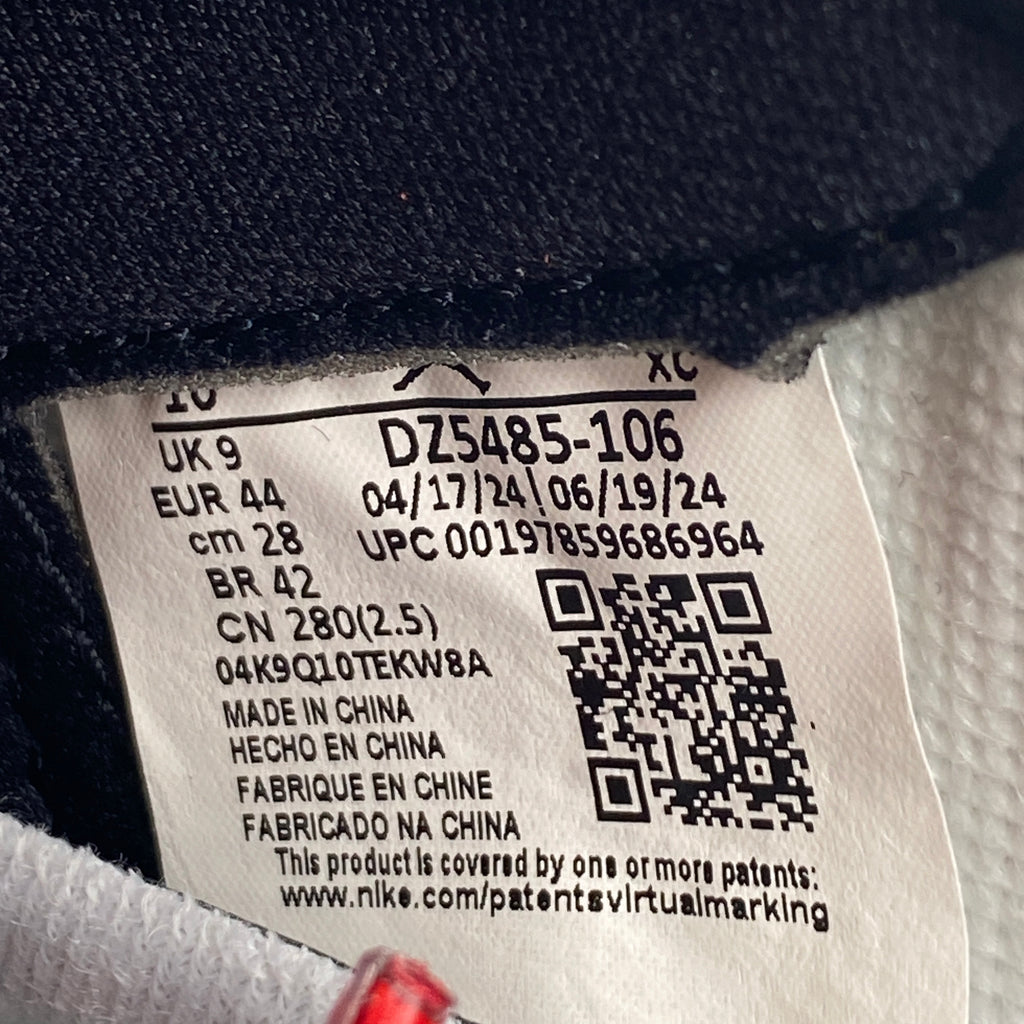 10 XC
UK 9 DZ5485-106
EUR 44 04/17/24|06/19/24
cm 28 UPC 00197859686964
BR 42
CN 280(2.5)
04K9Q10TEKW8A
MADE IN CHINA
HECHO EN CHINA
FABRIQUE EN CHINE
FABRICADO NA CHINA
This product is covered by one or more patents:
www.nike.com/patentsvirtualmarking